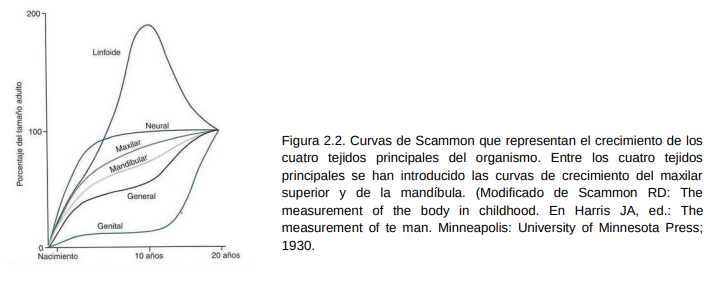 200
Linfoide
Porcentaje del tamaño adulto
Neural
100
Maxilar
Mandibular
General
Genital
0
Nacimiento 10 años 20 años
Figura 2.2. Curvas de Scammon que representan el crecimiento de los
cuatro tejidos principales del organismo. Entre los cuatro tejidos
principales se han introducido las curvas de crecimiento del maxilar
superior y de la mandíbula. (Modificado de Scammon RD: The
measurement of the body in childhood. En Harris JA, ed.: The
measurement of te man. Minneapolis: University of Minnesota Press;
1930.